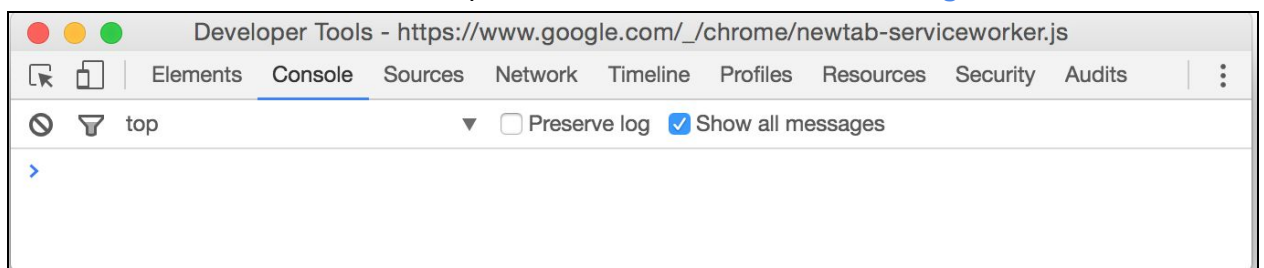 Developer Tools - https://www.google.com/_/chrome/newtab-serviceworker.js
Elements Console Sources Network Timeline Profiles Resources Security Audits
top Preserve log Show all messages